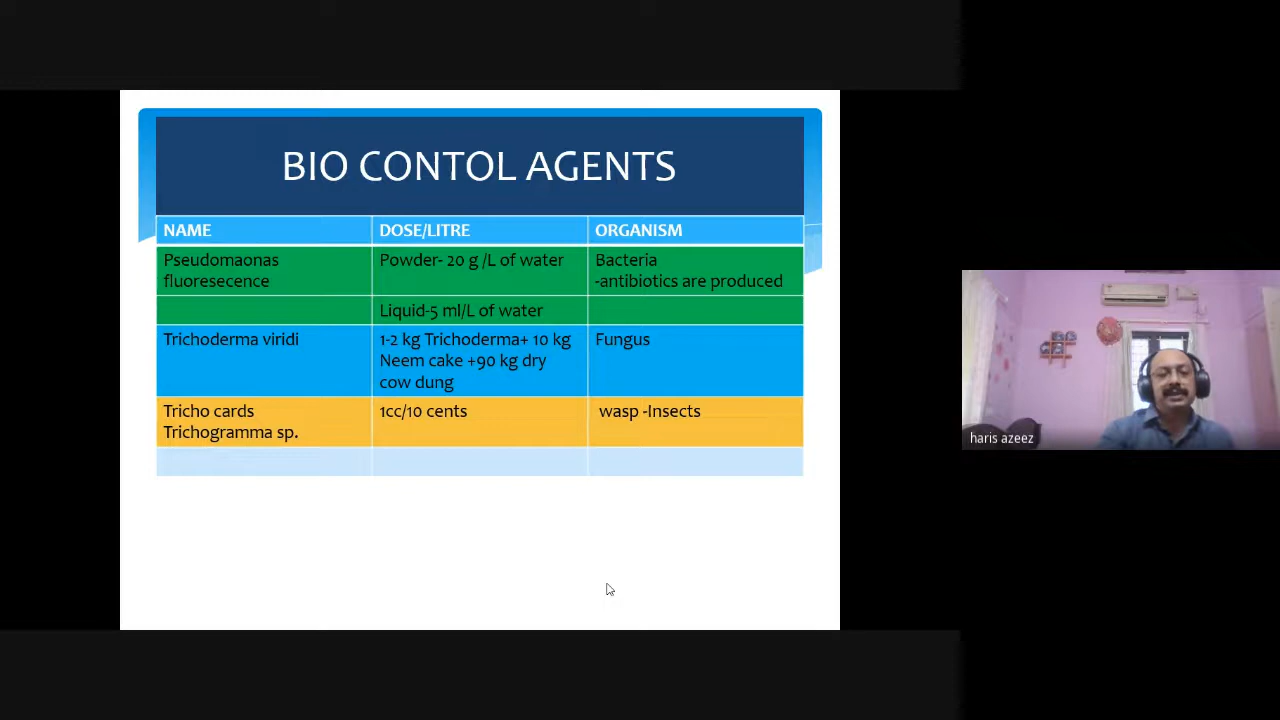 BIO CONTOL AGENTS
NAME DOSE/LITRE ORGANISM
Pseudomaonas Powder- 20 g /L of water Bacteria
fluoresecence -antibiotics are produced
Liquid-5 ml/L of water
Trichoderma viridi 1-2 kg Trichoderma+ 10 kg Fungus
Neem cake +90 kg dry
cow dung
Tricho cards 1cc/10 cents wasp -Insects
Trichogramma sp.
haris azeez